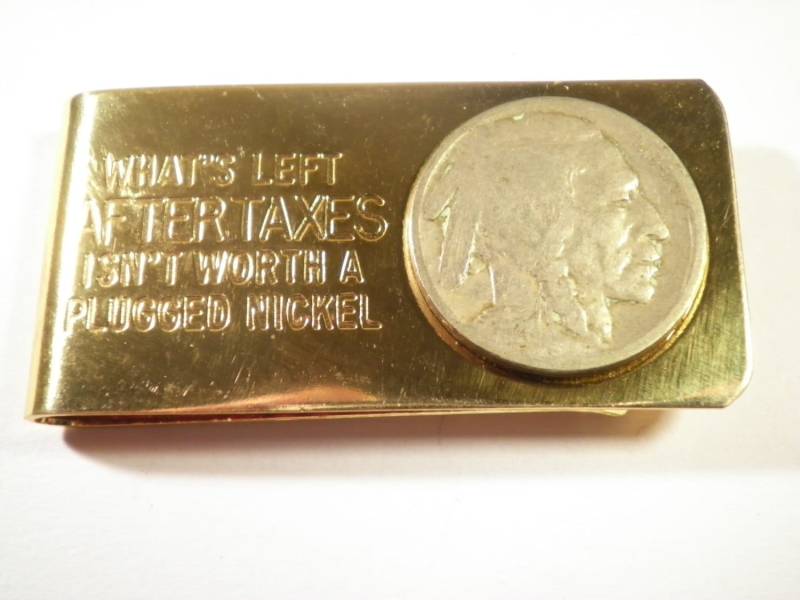 WHAT'S LEFT
AFTER TAXES
ISN'T WORTH A
PLUGGED NICKEL